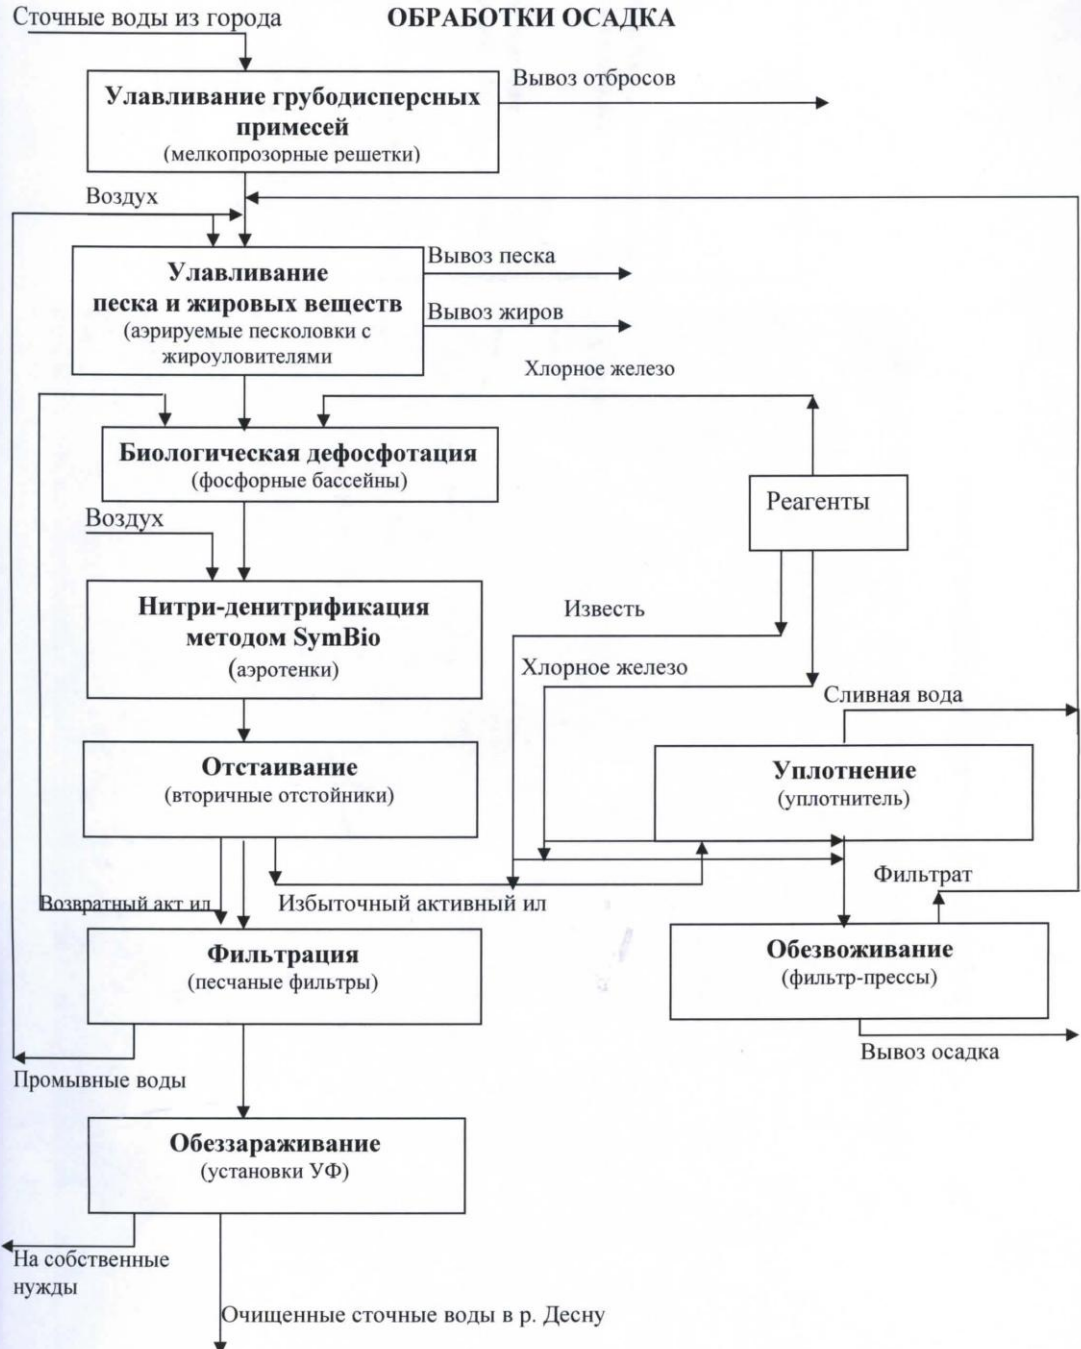 ОБРАБОТКИ ОСАДКА
Сточные воды из города
Вывоз отбросов
Улавливание грубодисперсных
примесей
(мелкопрозорные решетки)
Воздух
Улавливание
песка и жировых веществ
(аэрируемые песколовки с
жироуловителями
Вывоз песка
Вывоз жиров
Хлорное железо
Биологическая дефосфотация
(фосфорные бассейны)
Реагенты
Воздух
Нитри-денитрификация
методом SymBio
(аэротенки)
Известь
Хлорное железо
Сливная вода
Отстаивание
(вторичные отстойники)
Уплотнение
(уплотнитель)
Возвратный акт ил
Избыточный активный ил
Фильтрат
Фильтрация
(песчаные фильтры)
Обезвоживание
(фильтр-прессы)
Вывоз осадка
Промывные воды
Обеззараживание
(установки УФ)
На собственные
нужды
Очищенные сточные воды в р. Десну